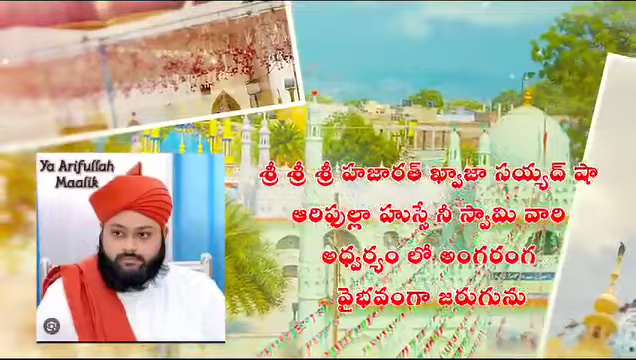 Ya Arifullah
Maalik
శ్రీ శ్రీ శ్రీ హజారత్ ఖ్వాజా సయ్యద్ షా
ఆరిఫుల్లా హుస్సే నీ స్వామి వారి
అధ్వర్యం లో అంగరంగ
వైభవంగా జరుగును